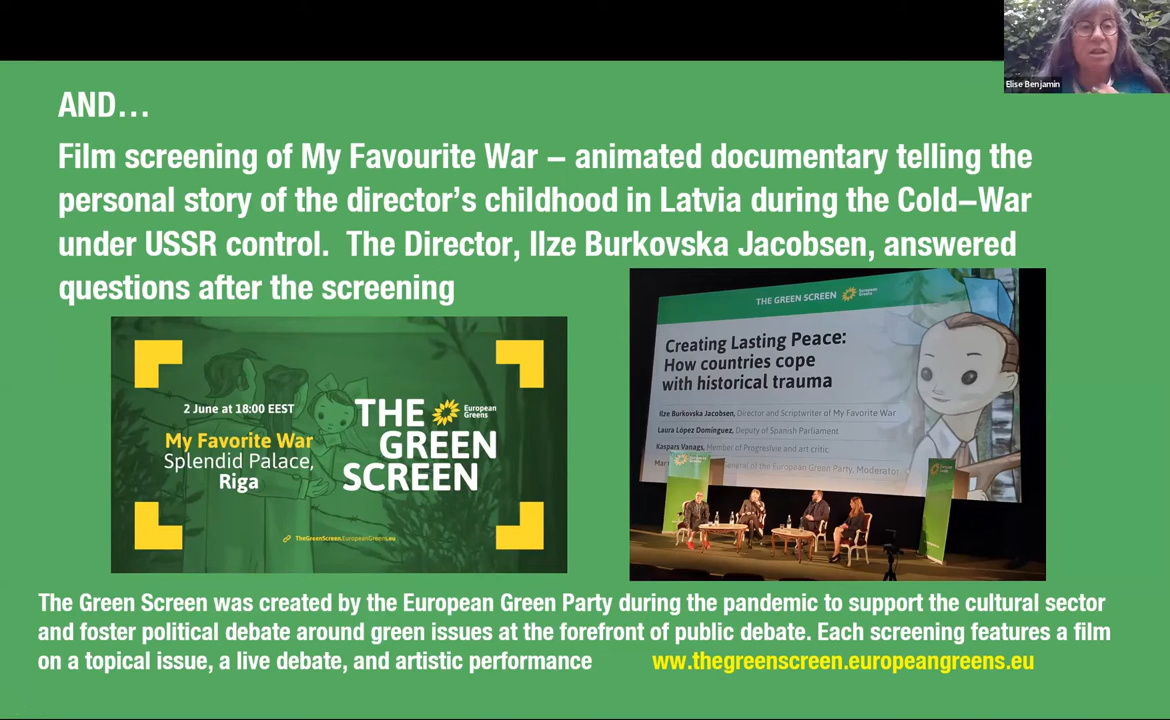 Elise Benjamin
AND...
Film screening of My Favourite War – animated documentary telling the
personal story of the director's childhood in Latvia during the Cold–War
under USSR control. The Director, Ilze Burkovska Jacobsen, answered
questions after the screening
2 June at 18:00 EEST
My Favorite War
Splendid Palace,
Riga
THE
GREEN
SCREEN
European
Greens
TheGreenScreen.EuropeanGreens.eu
THE GREEN SCREEN
European
Greens
Creating Lasting Peace:
How countries cope
with historical trauma
Ilze Burkovska Jacobsen, Director and Scriptwriter of My Favorite War
Laura López Domínguez, Deputy of Spanish Parliament
Kaspars Vanags, Member of Progresīvie and art critic,
Mar General of the European Green Party, Moderator
The Green Screen was created by the European Green Party during the pandemic to support the cultural sector
and foster political debate around green issues at the forefront of public debate. Each screening features a film
on a topical issue, a live debate, and artistic performance
ww.thegreenscreen.europeangreens.eu